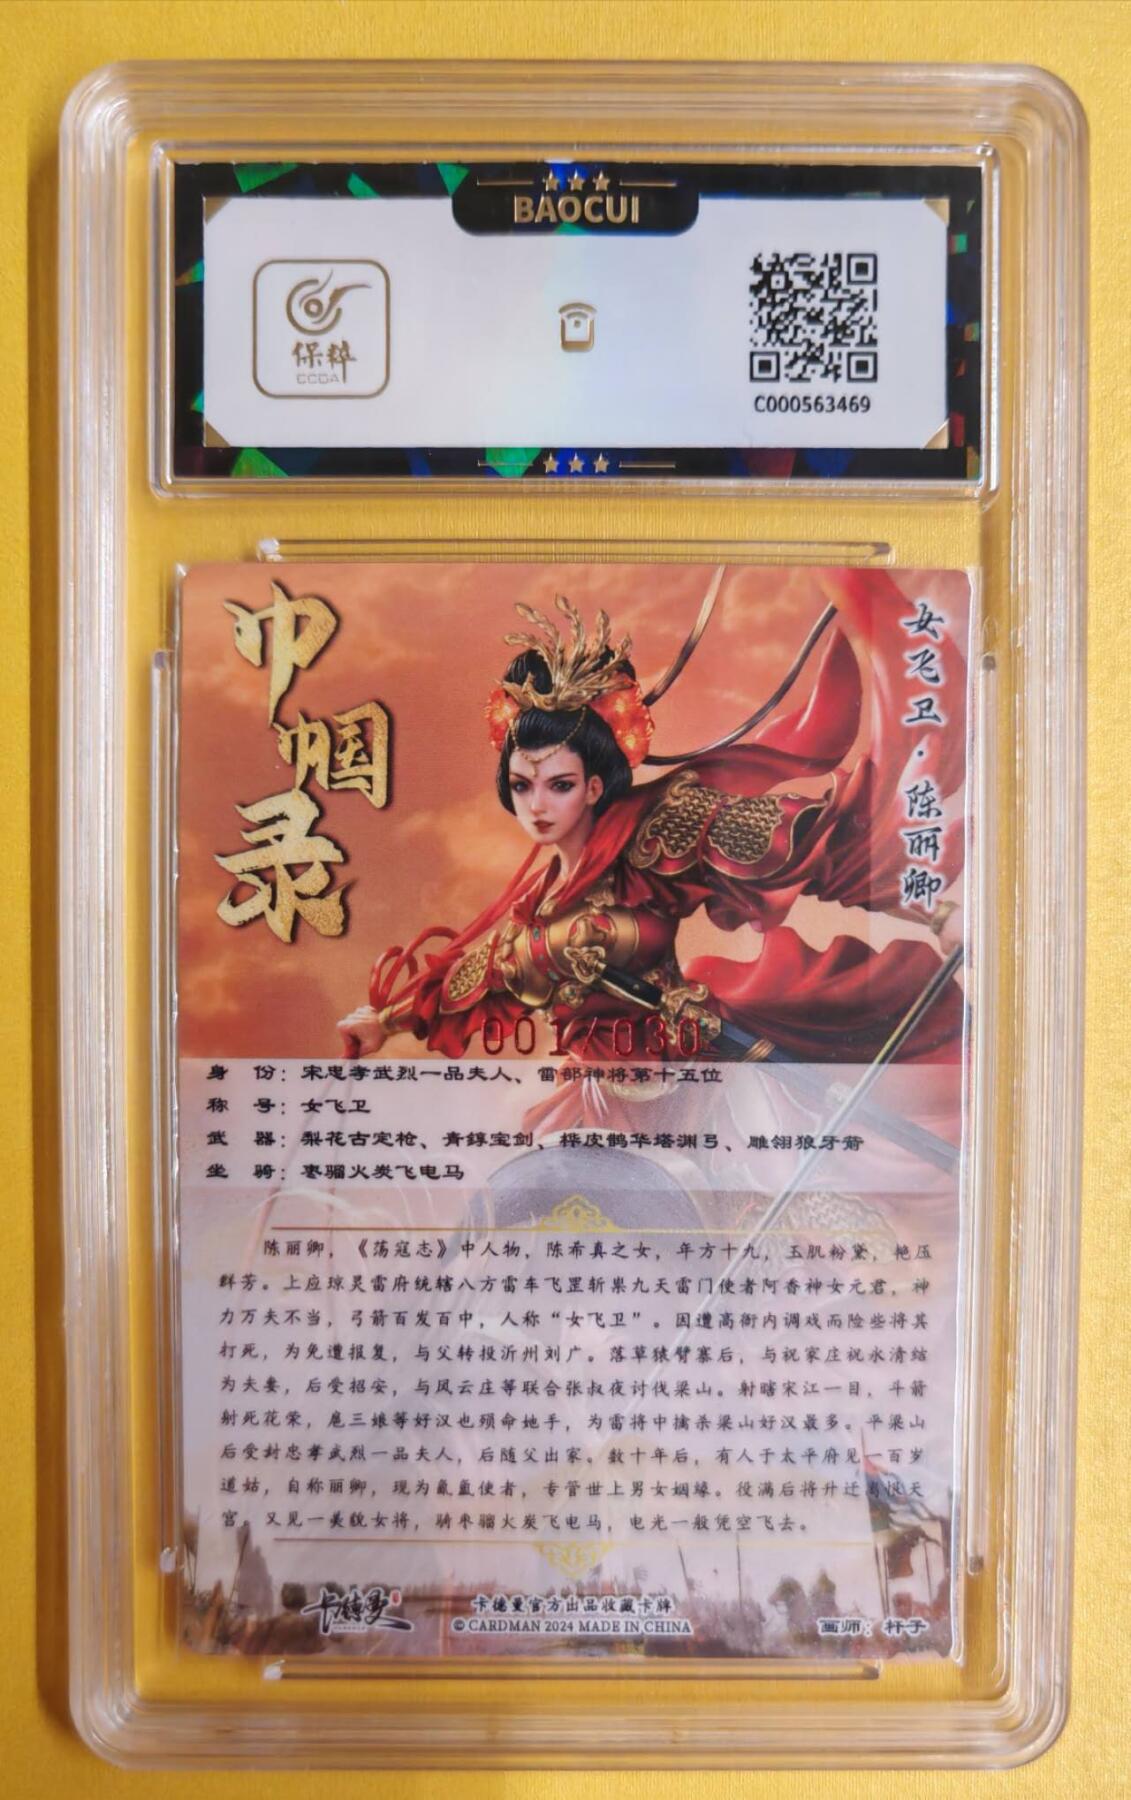 BAOCUI
保粹
CCGA
C000563469
巾帼录
女飞卫·陈丽卿
001/030
身 份：宋忠孝武烈一品夫人、雷部神将第十五位
称 号：女飞卫
武 器：梨花古定枪、青錞宝剑、桦皮鹊华塔渊弓、雕翎狼牙箭
坐 骑：枣骝火炭飞电马
陈丽卿，《荡寇志》中人物，陈希真之女，年方十九，玉肌粉黛，艳压
群芳。上应琼灵雷府统辖八方雷车飞罡斩祟九天雷门使者阿香神女元君，神
力万夫不当，弓箭百发百中，人称“女飞卫”。因遭高衙内调戏而险些将其
打死，为免遭报复，与父转投沂州刘广。落草猿臂寨后，与祝家庄祝永清结
为夫妻，后受招安，与风云庄等联合张叔夜讨伐梁山。射瞎宋江一目，斗箭
射死花荣，扈三娘等好汉也殒命她手，为雷将中擒杀梁山好汉最多。平梁山
后受封忠孝武烈一品夫人，后随父出家。数十年后，有人于太平府见一百岁
道姑，自称丽卿，现为氤氲使者，专管世上男女姻缘。役满后将升迁离恨天
宫。又见一美貌女将，骑枣骝火炭飞电马，电光一般凭空飞去。
卡德曼
卡德曼官方出品收藏卡牌
© CARDMAN 2024 MADE IN CHINA
画师：杆子